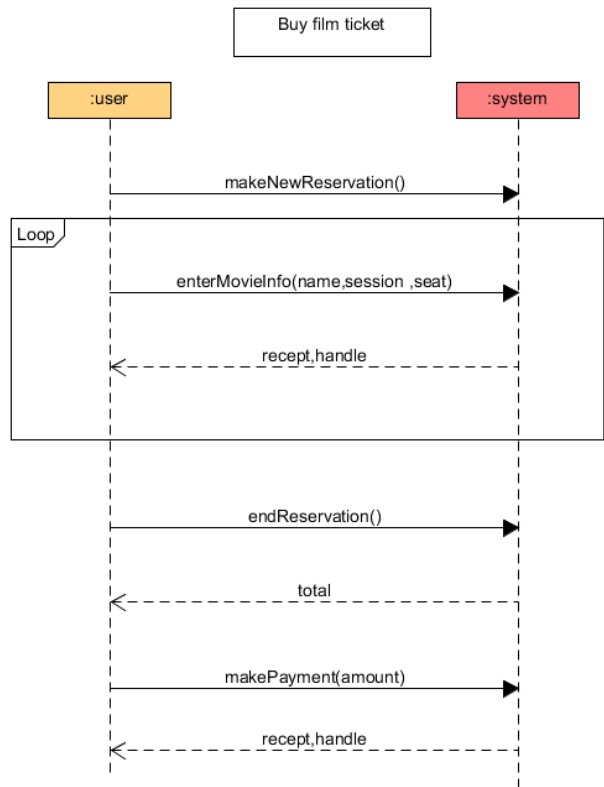 Buy film ticket
:user
:system
makeNewReservation()
Loop
enterMovieInfo(name,session ,seat)
recept,handle
endReservation()
total
makePayment(amount)
recept,handle